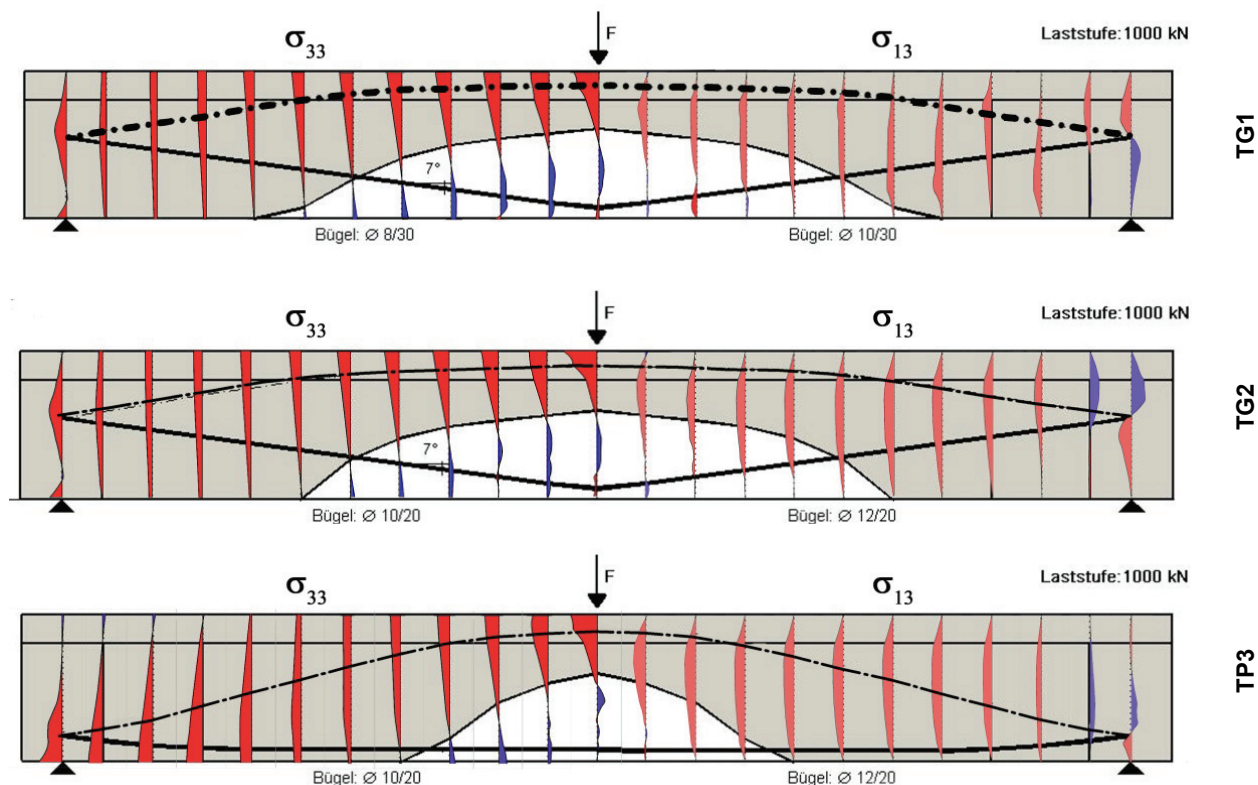 σ33 F σ13 Laststufe:1000 kN
TG1
7°
Bügel: Ø 8/30 Bügel: Ø 10/30
σ33 F σ13 Laststufe:1000 kN
TG2
7°
Bügel: Ø 10/20 Bügel: Ø 12/20
σ33 F σ13 Laststufe:1000 kN
TP3
Bügel: Ø 10/20 Bügel: Ø 12/20